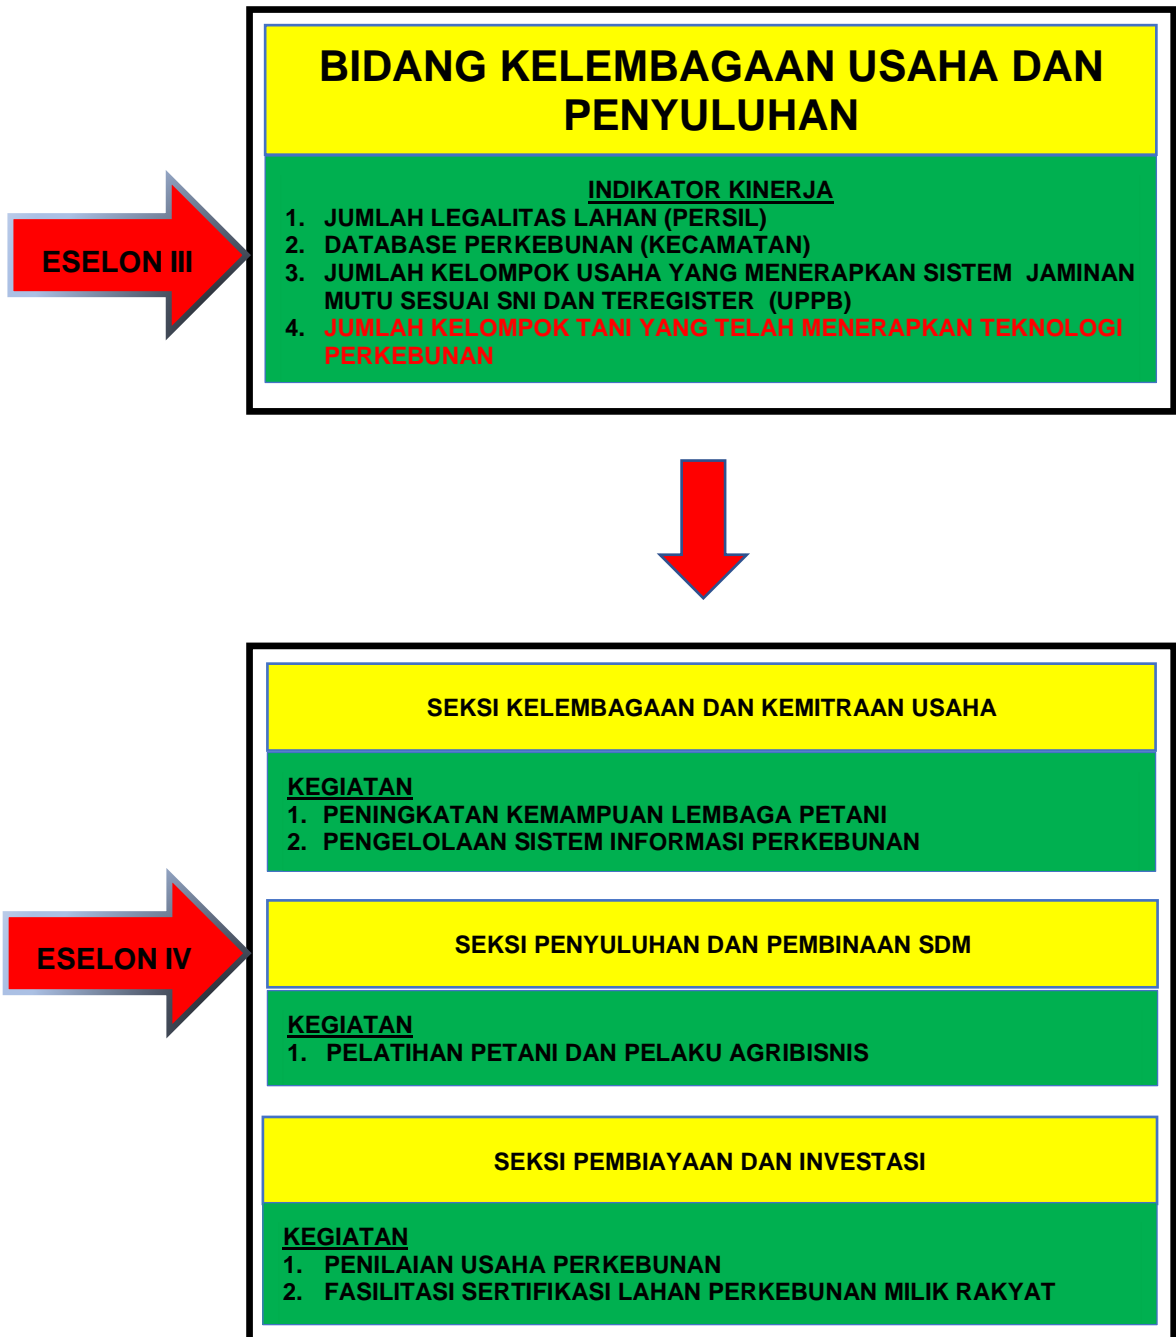 BIDANG KELEMBAGAAN USAHA DAN
PENYULUHAN
INDIKATOR KINERJA
1. JUMLAH LEGALITAS LAHAN (PERSIL)
2. DATABASE PERKEBUNAN (KECAMATAN)
3. JUMLAH KELOMPOK USAHA YANG MENERAPKAN SISTEM JAMINAN
MUTU SESUAI SNI DAN TEREGISTER (UPPB)
4. JUMLAH KELOMPOK TANI YANG TELAH MENERAPKAN TEKNOLOGI
PERKEBUNAN
ESELON III
SEKSI KELEMBAGAAN DAN KEMITRAAN USAHA
KEGIATAN
1. PENINGKATAN KEMAMPUAN LEMBAGA PETANI
2. PENGELOLAAN SISTEM INFORMASI PERKEBUNAN
ESELON IV
SEKSI PENYULUHAN DAN PEMBINAAN SDM
KEGIATAN
1. PELATIHAN PETANI DAN PELAKU AGRIBISNIS
SEKSI PEMBIAYAAN DAN INVESTASI
KEGIATAN
1. PENILAIAN USAHA PERKEBUNAN
2. FASILITASI SERTIFIKASI LAHAN PERKEBUNAN MILIK RAKYAT